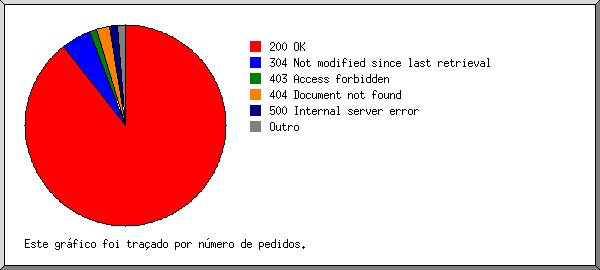 200 OK
304 Not modified since last retrieval
403 Access forbidden
404 Document not found
500 Internal server error
Outro
Este gráfico foi traçado por número de pedidos.